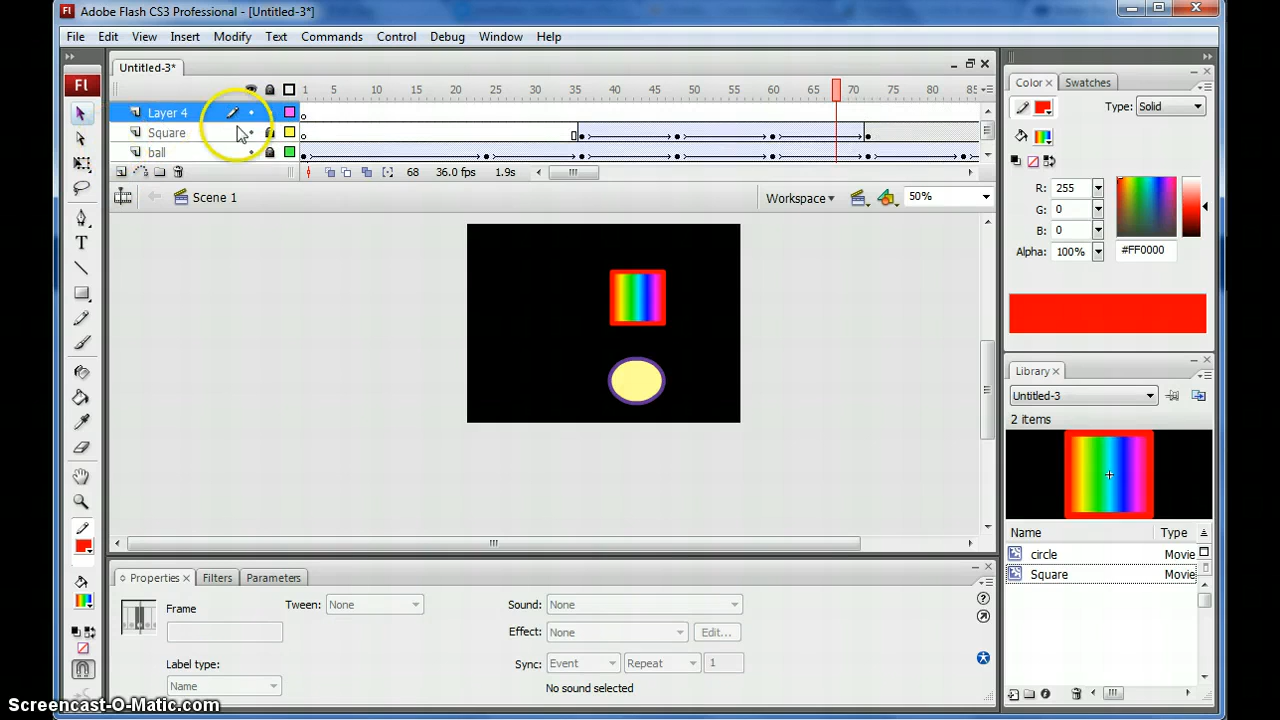 Fl Adobe Flash CS3 Professional - [Untitled-3*]
File Edit View Insert Modify Commands Control Debug Window Help
Untitled-3*
1 5 10 15 20 25 30 35 40 45 50 55 60 65 70 75 80 85
Layer 4
Square
ball
68 36.0 fps 1.9s
Scene 1 Workspace 50%
Fl
T
Color × Swatches
Type: Solid
R: 255
G: 0
B: 0
Alpha: 100% #FF0000
Library ×
Untitled-3
2 items
Name Type
circle Movie
Square Movie
Properties × Filters Parameters
Frame Tween: None Sound: None
Effect: None Edit...
Label type: Sync: Event Repeat 1
Name No sound selected
Screencast-O-Matic.com